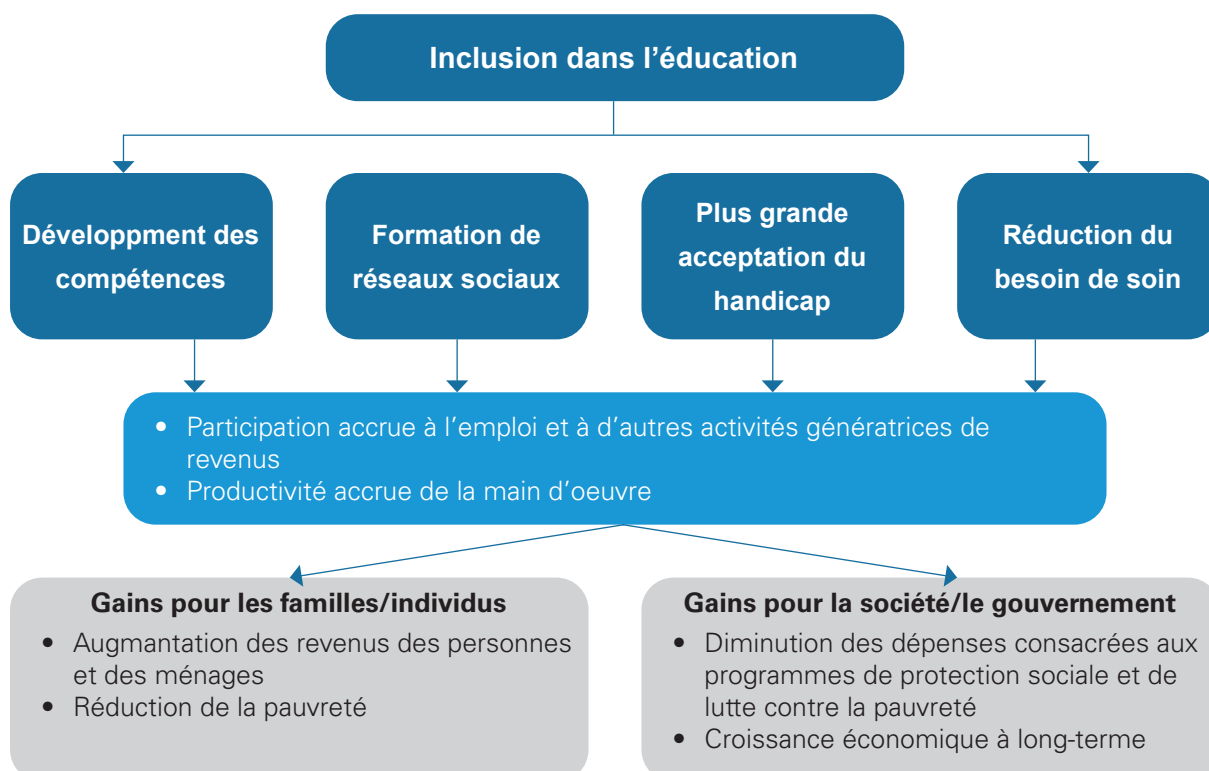 Inclusion dans l’éducation
Développment des
compétences
Formation de
réseaux sociaux
Plus grande
acceptation du
handicap
Réduction du
besoin de soin
• Participation accrue à l’emploi et à d’autres activités génératrices de
revenus
• Productivité accrue de la main d’oeuvre
Gains pour les familles/individus
• Augmantation des revenus des personnes
et des ménages
• Réduction de la pauvreté
Gains pour la société/le gouvernement
• Diminution des dépenses consacrées aux
programmes de protection sociale et de
lutte contre la pauvreté
• Croissance économique à long-terme